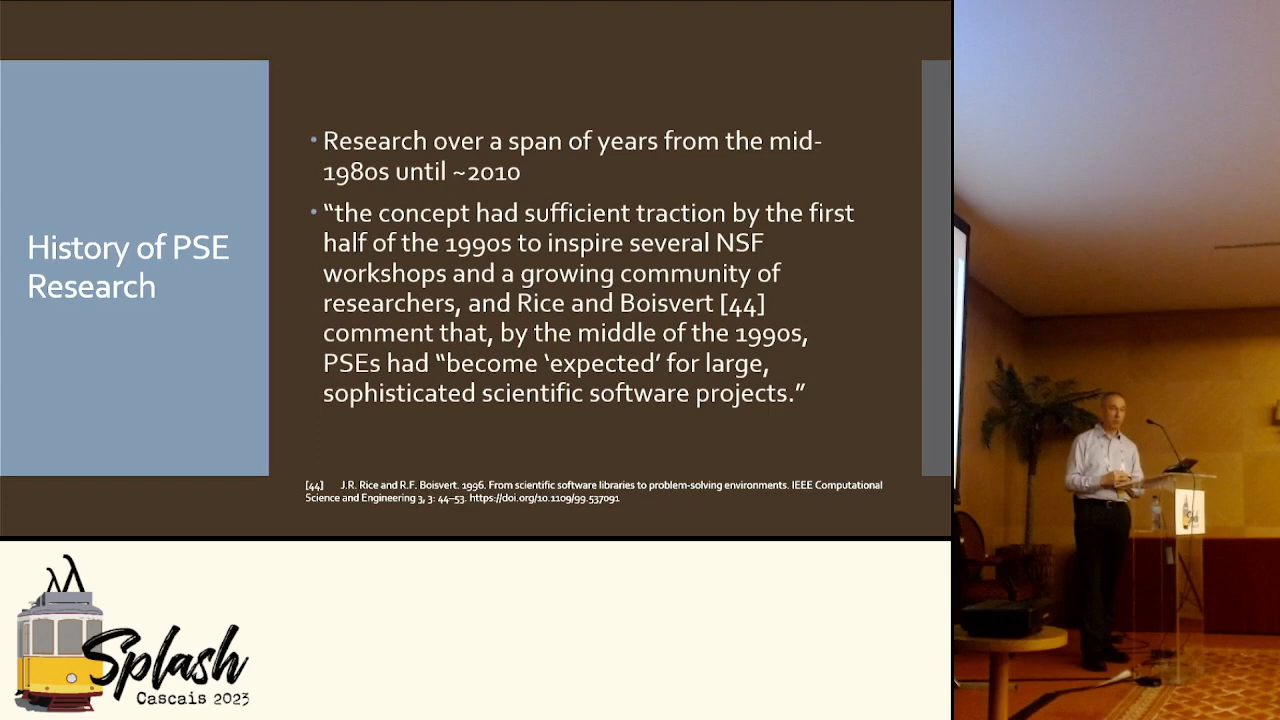 History of PSE
Research
• Research over a span of years from the mid-
1980s until ~2010
• “the concept had sufficient traction by the first
half of the 1990s to inspire several NSF
workshops and a growing community of
researchers, and Rice and Boisvert [44]
comment that, by the middle of the 1990s,
PSEs had “become ‘expected’ for large,
sophisticated scientific software projects.”
[44] J.R. Rice and R.F. Boisvert. 1996. From scientific software libraries to problem-solving environments. IEEE Computational
Science and Engineering 3, 3: 44–53. https://doi.org/10.1109/99.537091
Splash
Cascais 2023
Splash